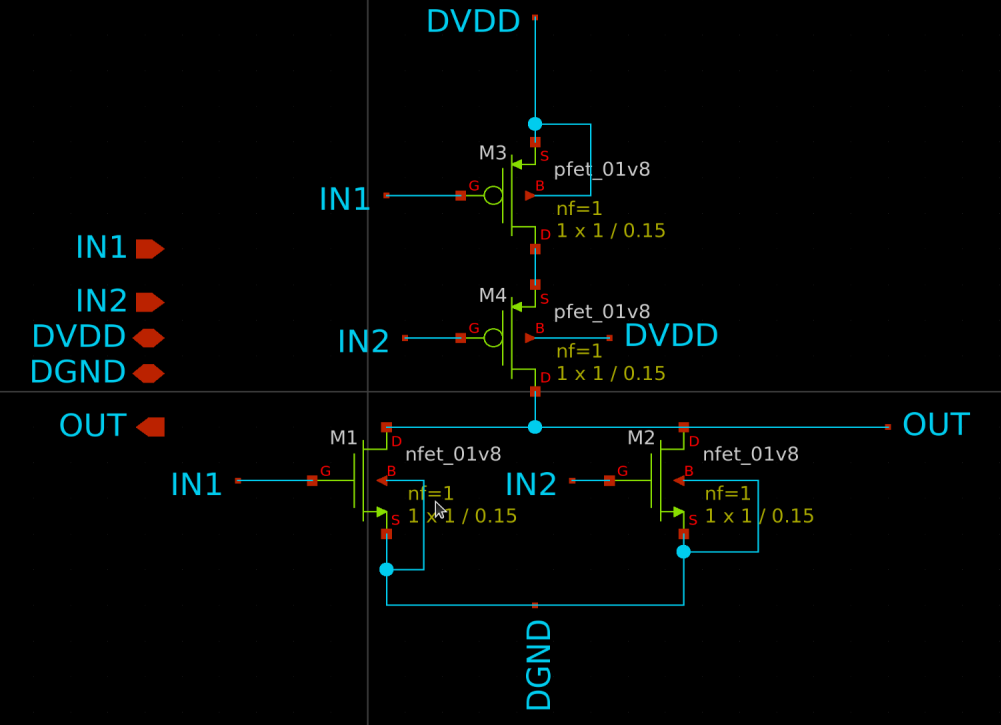 DVDD
M3
S
pfet_01v8
IN1
G
B
nf=1
1 x 1 / 0.15
D
IN1
IN2
DVDD
DGND
OUT
M4
S
pfet_01v8
IN2
G
B
DVDD
nf=1
1 x 1 / 0.15
D
OUT
M1
D
nfet_01v8
IN1
G
B
nf=1
1 x 1 / 0.15
S
M2
D
nfet_01v8
IN2
G
B
nf=1
1 x 1 / 0.15
S
DGND